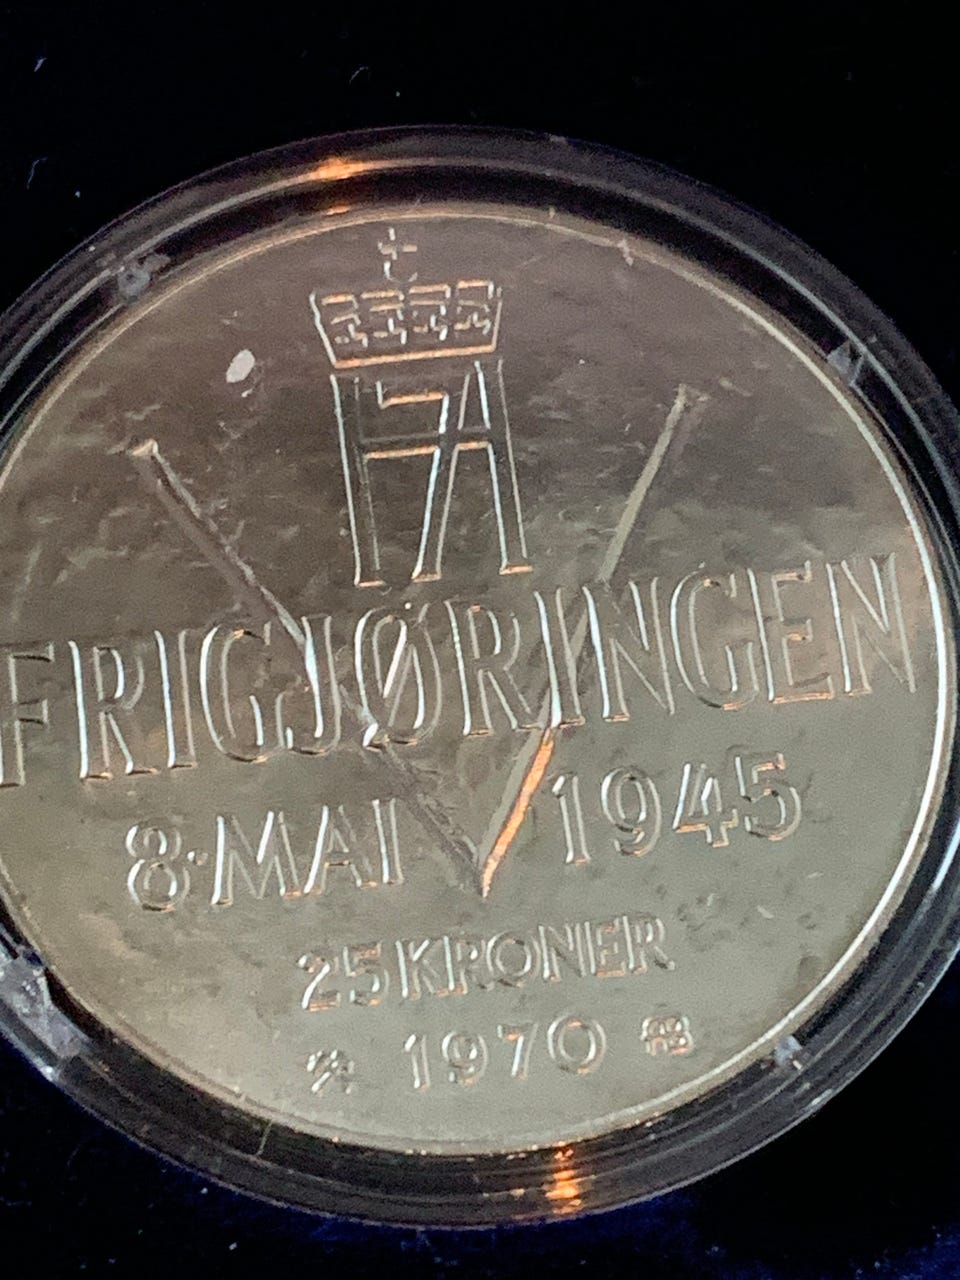 FRIGJØRINGEN
8·MAI 1945
25 KRONER
1970